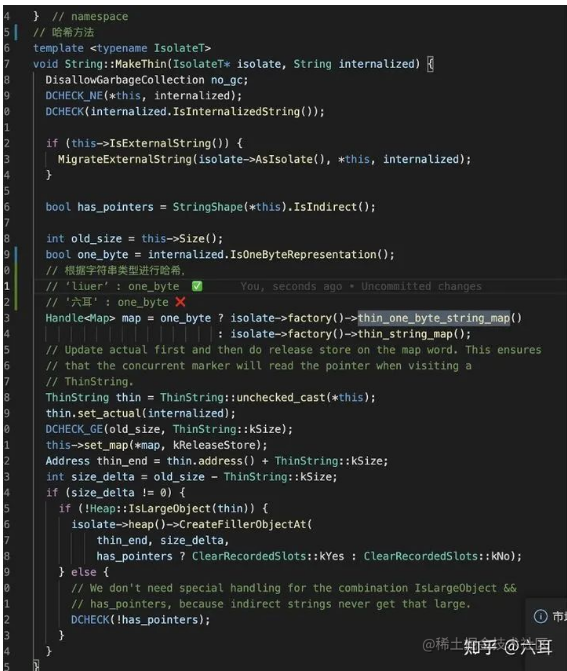 4 } // namespace
5 // 哈希方法
6 template <typename IsolateT>
7 void String::MakeThin(IsolateT* isolate, String internalized) {
8 DisallowGarbageCollection no_gc;
9 DCHECK_NE(*this, internalized);
0 DCHECK(internalized.IsInternalizedString());
1
2 if (this->IsExternalString()) {
3 MigrateExternalString(isolate->AsIsolate(), *this, internalized);
4 }
5
6 bool has_pointers = StringShape(*this).IsIndirect();
7
8 int old_size = this->Size();
9 bool one_byte = internalized.IsOneByteRepresentation();
0 // 根据字符串类型进行哈希,
1 // 'liuer' : one_byte ✅ You, seconds ago • Uncommitted changes
2 // '六耳' : one_byte ❌
3 Handle<Map> map = one_byte ? isolate->factory()->thin_one_byte_string_map()
4 : isolate->factory()->thin_string_map();
5 // Update actual first and then do release store on the map word. This ensures
6 // that the concurrent marker will read the pointer when visiting a
7 // ThinString.
8 ThinString thin = ThinString::unchecked_cast(*this);
9 thin.set_actual(internalized);
0 DCHECK_GE(old_size, ThinString::kSize);
1 this->set_map(*map, kReleaseStore);
2 Address thin_end = thin.address() + ThinString::kSize;
3 int size_delta = old_size - ThinString::kSize;
4 if (size_delta != 0) {
5 if (!Heap::IsLargeObject(thin)) {
6 isolate->heap()->CreateFillerObjectAt(
7 thin_end, size_delta,
8 has_pointers ? ClearRecordedSlots::kYes : ClearRecordedSlots::kNo);
9 } else {
0 // We don't need special handling for the combination IsLargeObject &&
1 // has_pointers, because indirect strings never get that large.
2 DCHECK(!has_pointers);
3 }
4 }
5 }
市
@稀土掘金技术社区
知乎 @六耳